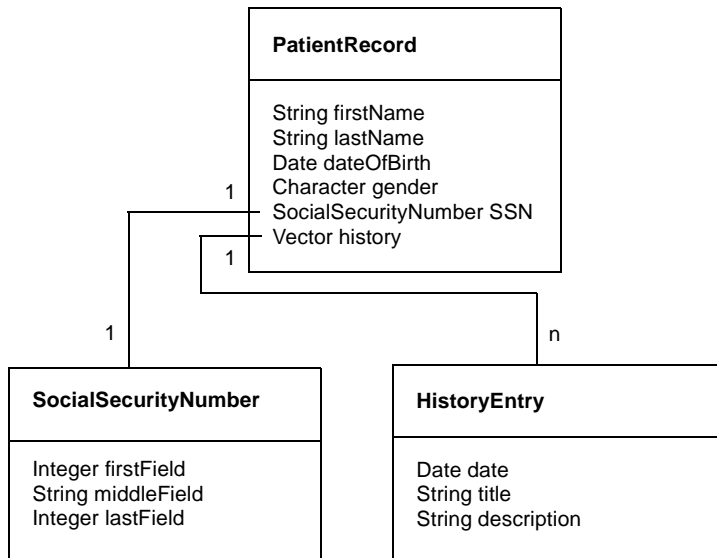 PatientRecord
String firstName
String lastName
Date dateOfBirth
Character gender
SocialSecurityNumber SSN
Vector history
1
1
1
n
SocialSecurityNumber
Integer firstField
String middleField
Integer lastField
HistoryEntry
Date date
String title
String description